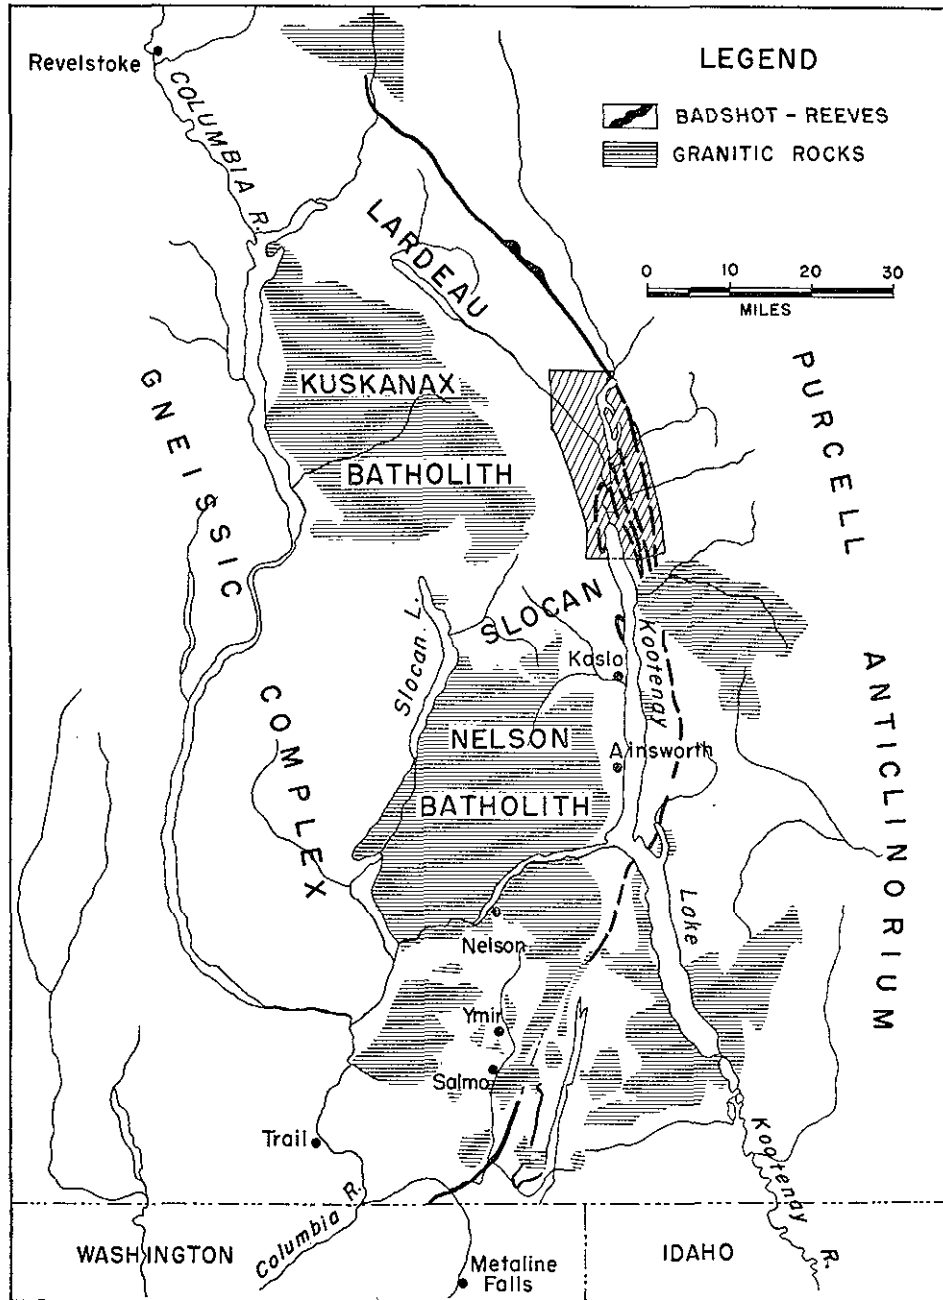 Revelstoke
COLUMBIA R.
LEGEND
BADSHOT - REEVES
GRANITIC ROCKS
LARDEAU
0 10 20 30
MILES
KUSKANAX
BATHOLITH
GNEISSIC
COMPLEX
PURCELL
ANTICLINORIUM
SLOCAN
Slocan L.
Kaslo
Kootenay
Lake
NELSON
BATHOLITH
Ainsworth
Nelson
Ymir
Salmo
Trail
Columbia R.
Kootenay R.
WASHINGTON
IDAHO
Metaline
Falls